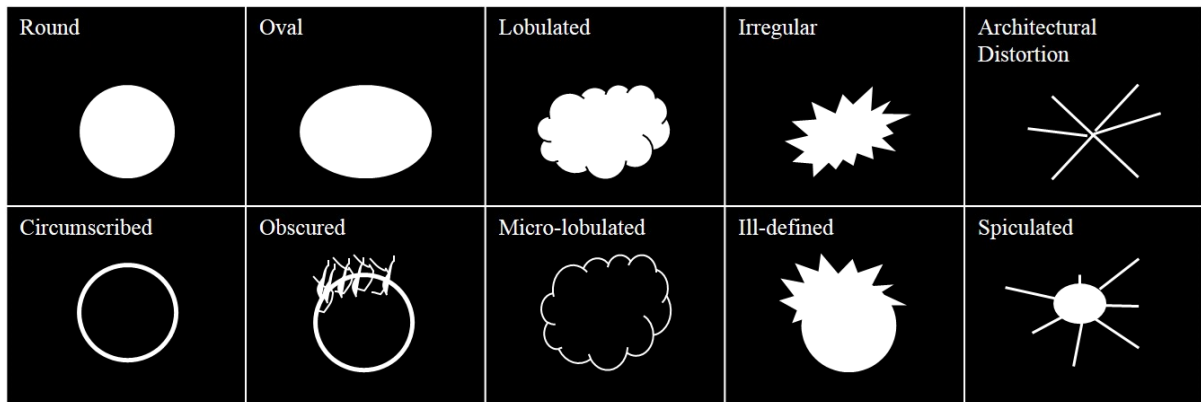 Round
Oval
Lobulated
Irregular
Architectural
Distortion
Circumscribed
Obscured
Micro-lobulated
Ill-defined
Spiculated